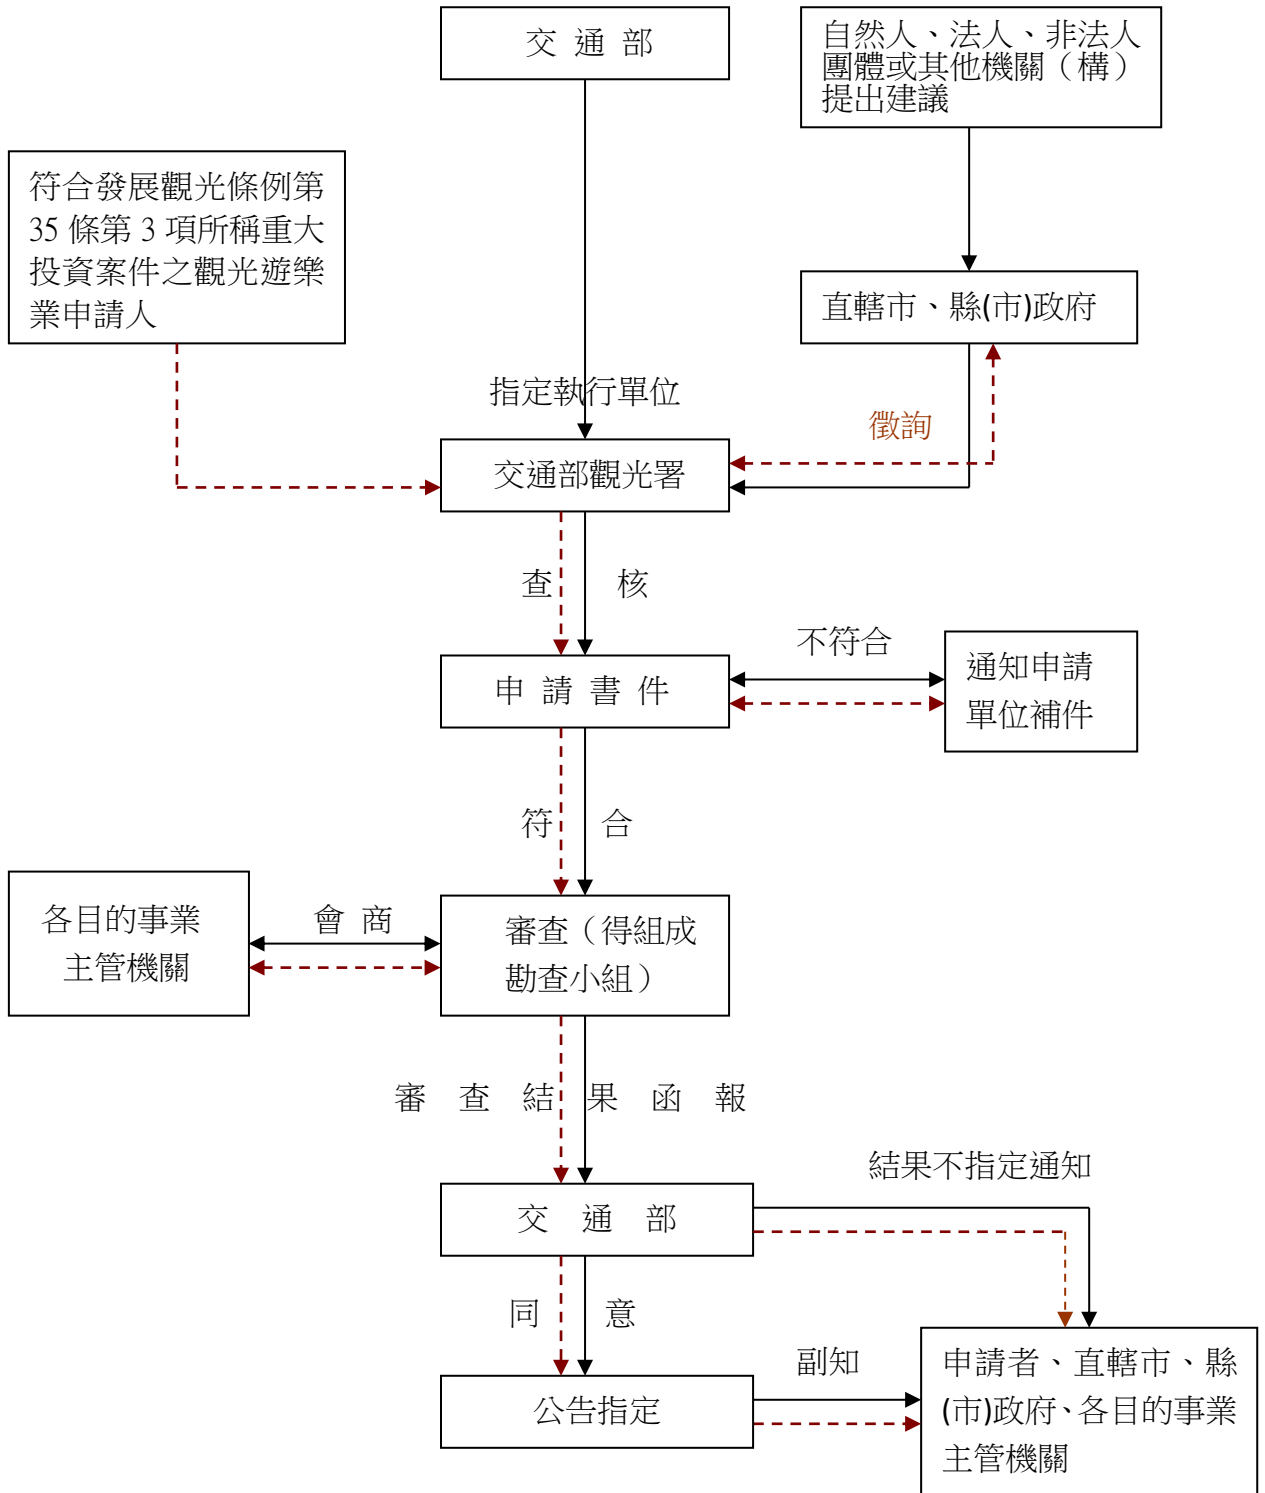 交 通 部
自然人、法人、非法人
團體或其他機關（構）
提出建議
符合發展觀光條例第
35 條第 3 項所稱重大
投資案件之觀光遊樂
業申請人
直轄市、縣(市)政府
指定執行單位
徵詢
交通部觀光署
查 核
不符合
申 請 書 件
通知申請
單位補件
符 合
各目的事業
主管機關
會 商
審查（得組成
勘查小組）
審 查 結 果 函 報
結果不指定通知
交 通 部
同 意
副知
公告指定
申請者、直轄市、縣
(市)政府、各目的事業
主管機關